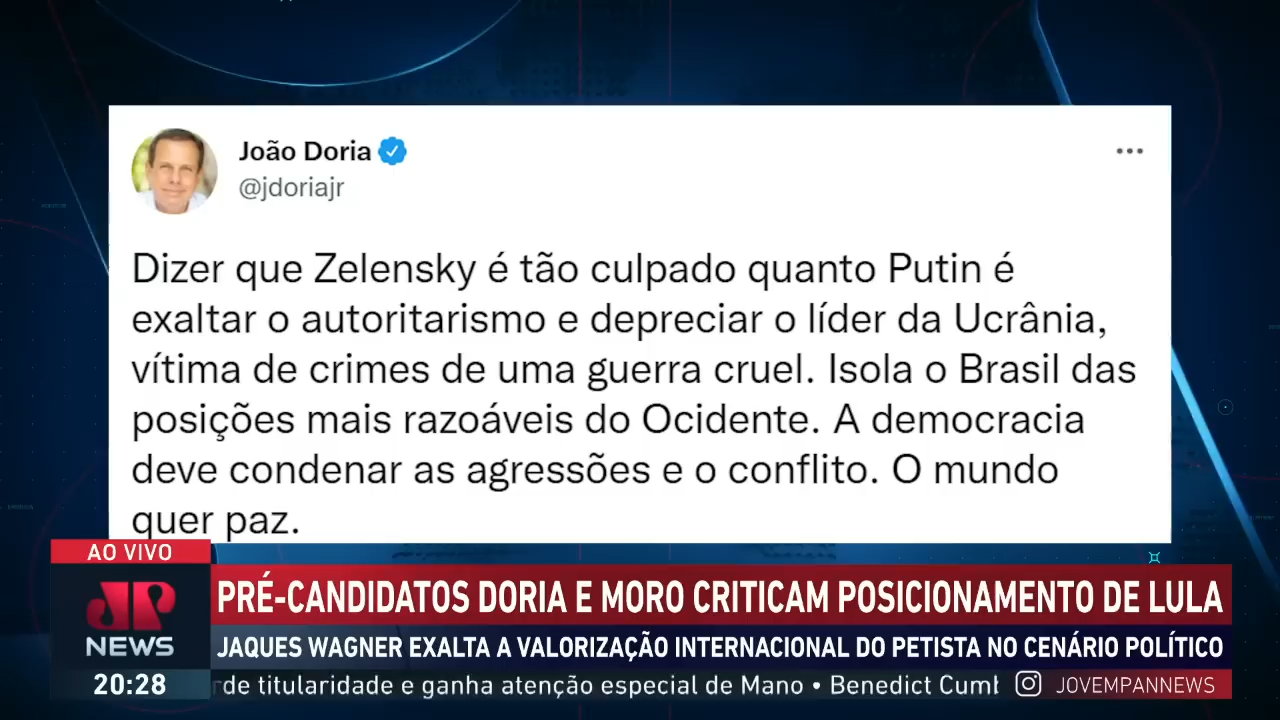 João Doria
@jdoriajr
Dizer que Zelensky é tão culpado quanto Putin é
exaltar o autoritarismo e depreciar o líder da Ucrânia,
vítima de crimes de uma guerra cruel. Isola o Brasil das
posições mais razoáveis do Ocidente. A democracia
deve condenar as agressões e o conflito. O mundo
quer paz.
AO VIVO
JP
NEWS
20:28
PRÉ-CANDIDATOS DORIA E MORO CRITICAM POSICIONAMENTO DE LULA
JAQUES WAGNER EXALTA A VALORIZAÇÃO INTERNACIONAL DO PETISTA NO CENÁRIO POLÍTICO
rde titularidade e ganha atenção especial de Mano • Benedict Cumb
JOVEMPANNEWS